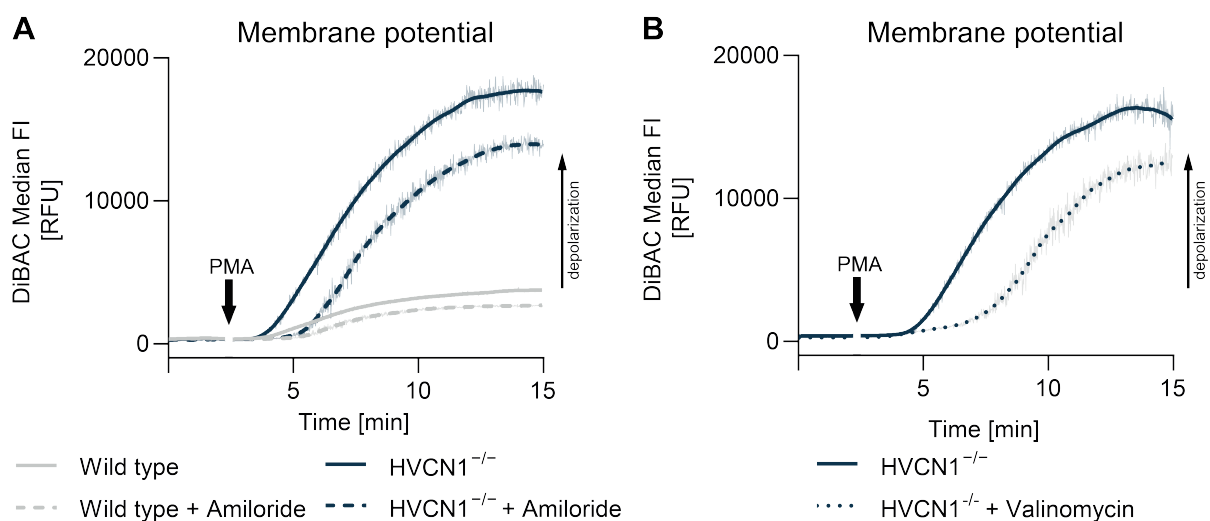 A
Membrane potential
DiBAC Median FI
[RFU]
20000
10000
0
PMA
depolarization
5
10
15
Time [min]
Wild type
HVCN1−/−
Wild type + Amiloride
HVCN1−/− + Amiloride
B
Membrane potential
DiBAC Median FI
[RFU]
20000
10000
0
PMA
depolarization
5
10
15
Time [min]
HVCN1−/−
HVCN1-/- + Valinomycin